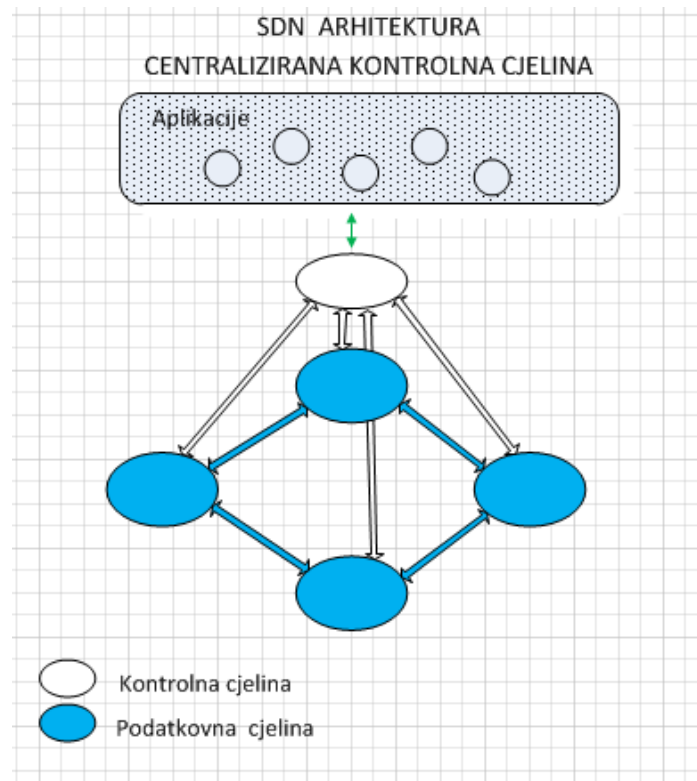 SDN ARHITEKTURA
CENTRALIZIRANA KONTROLNA CJELINA
Aplikacije
Kontrolna cjelina
Podatkovna cjelina